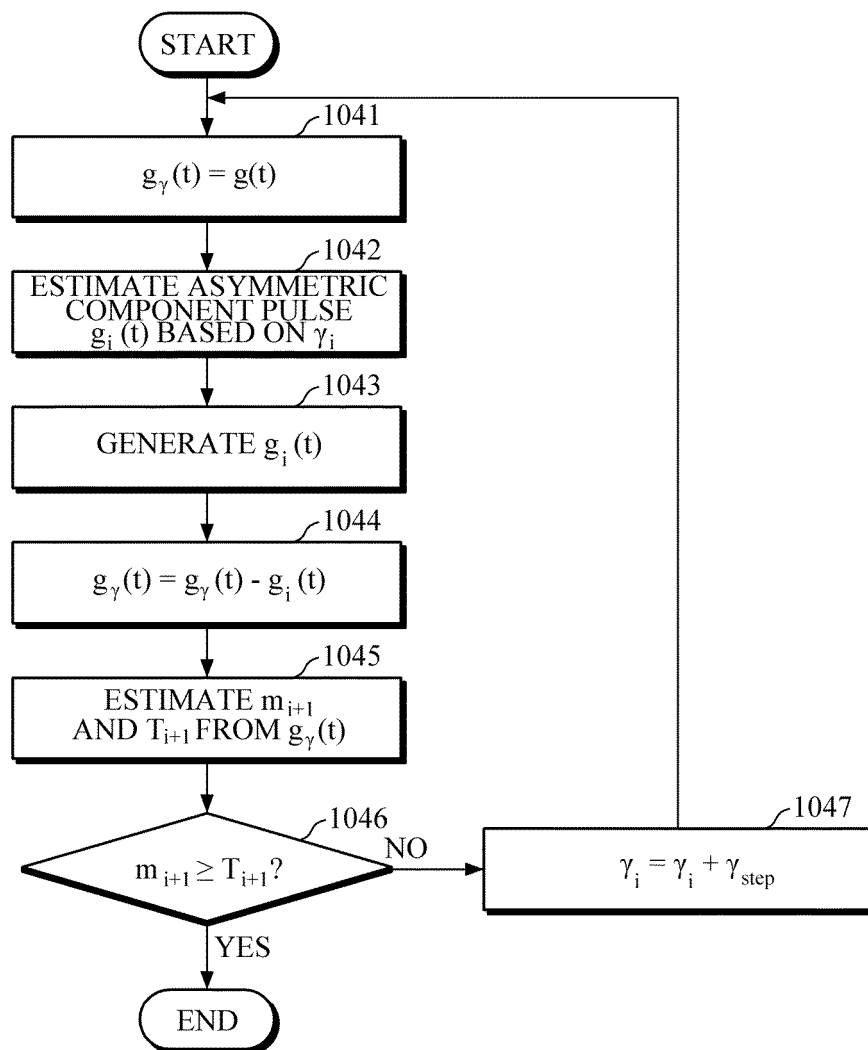 START
1041
gᵧ(t) = g(t)
1042
ESTIMATE ASYMMETRIC
COMPONENT PULSE
gᵢ(t) BASED ON γᵢ
1043
GENERATE gᵢ(t)
1044
gᵧ(t) = gᵧ(t) - gᵢ(t)
1045
ESTIMATE mᵢ₊₁
AND Tᵢ₊₁ FROM gᵧ(t)
1046
mᵢ₊₁ ≥ Tᵢ₊₁?
NO
1047
γᵢ = γᵢ + γstep
YES
END